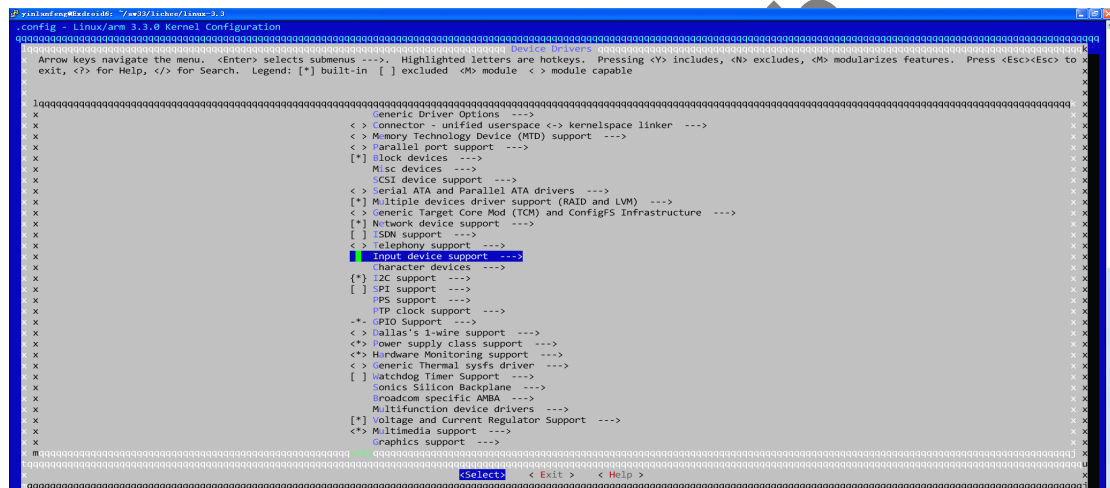 yinlanfeng@Exdroid6: ~/aw33/lichee/linux-3.3
.config - Linux/arm 3.3.0 Kernel Configuration
Device Drivers
Arrow keys navigate the menu. <Enter> selects submenus --->. Highlighted letters are hotkeys. Pressing <Y> includes, <N> excludes, <M> modularizes features. Press <Esc><Esc> to
exit, <?> for Help, </> for Search. Legend: [*] built-in [ ] excluded <M> module < > module capable
Generic Driver Options --->
< > Connector - unified userspace <-> kernelspace linker --->
< > Memory Technology Device (MTD) support --->
< > Parallel port support --->
[*] Block devices --->
Misc devices --->
SCSI device support --->
< > Serial ATA and Parallel ATA drivers --->
[*] Multiple devices driver support (RAID and LVM) --->
< > Generic Target Core Mod (TCM) and ConfigFS Infrastructure --->
[*] Network device support --->
[ ] ISDN support --->
< > Telephony support --->
Input device support --->
Character devices --->
{*} I2C support --->
[ ] SPI support --->
PPS support --->
PTP clock support --->
-*- GPIO Support --->
< > Dallas's 1-wire support --->
<*> Power supply class support --->
<*> Hardware Monitoring support --->
< > Generic Thermal sysfs driver --->
[ ] Watchdog Timer Support --->
Sonics Silicon Backplane --->
Broadcom specific AMBA --->
Multifunction device drivers --->
[*] Voltage and Current Regulator Support --->
<*> Multimedia support --->
Graphics support --->
<Select> < Exit > < Help >